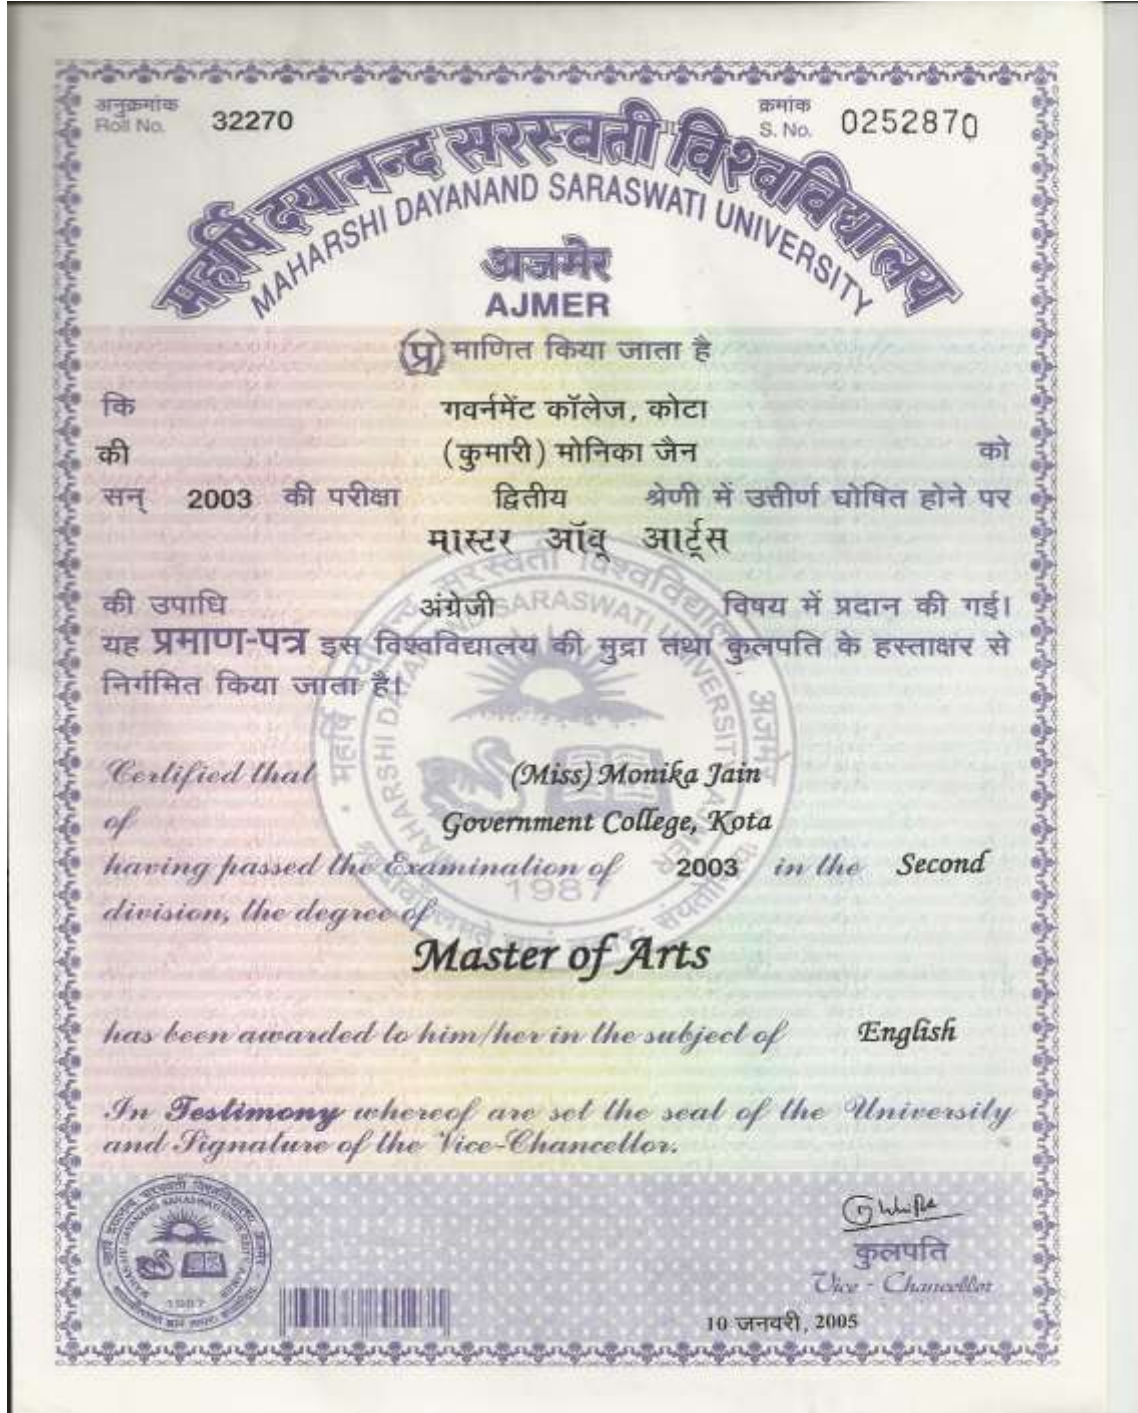 अनुक्रमांक
Roll No. 32270
क्रमांक
S. No. 0252870
महर्षि दयानन्द सरस्वती विश्वविद्यालय
MAHARSHI DAYANAND SARASWATI UNIVERSITY
अजमेर
AJMER
(प्र)माणित किया जाता है
कि गवर्नमेंट कॉलेज, कोटा
की (कुमारी) मोनिका जैन को
सन् 2003 की परीक्षा द्वितीय श्रेणी में उत्तीर्ण घोषित होने पर
मास्टर ऑव् आर्ट्स
की उपाधि अंग्रेजी विषय में प्रदान की गई।
यह प्रमाण-पत्र इस विश्वविद्यालय की मुद्रा तथा कुलपति के हस्ताक्षर से
निर्गमित किया जाता है।
Certified that (Miss) Monika Jain
of Government College, Kota
having passed the Examination of 2003 in the Second
division, the degree of
Master of Arts
has been awarded to him/her in the subject of English
In Testimony whereof are set the seal of the University
and Signature of the Vice-Chancellor.
1987
कुलपति
Vice - Chancellor
10 जनवरी, 2005